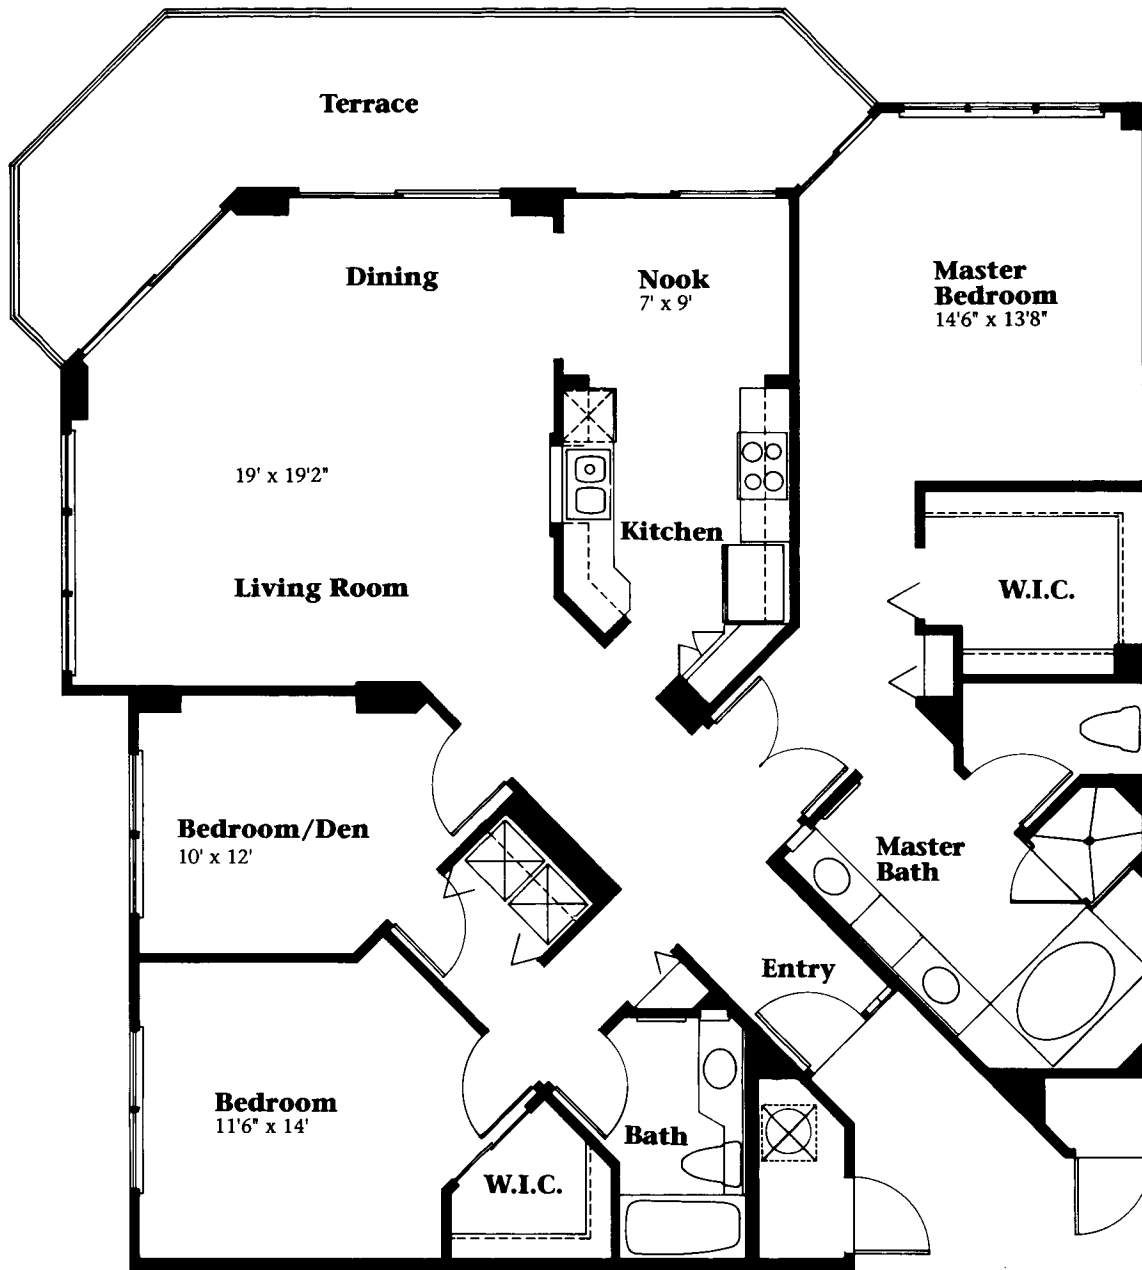 Terrace
Dining
Nook
7' x 9'
Master
Bedroom
14'6" x 13'8"
19' x 19'2"
Kitchen
Living Room
W.I.C.
Bedroom/Den
10' x 12'
Master
Bath
Entry
Bedroom
11'6" x 14'
Bath
W.I.C.